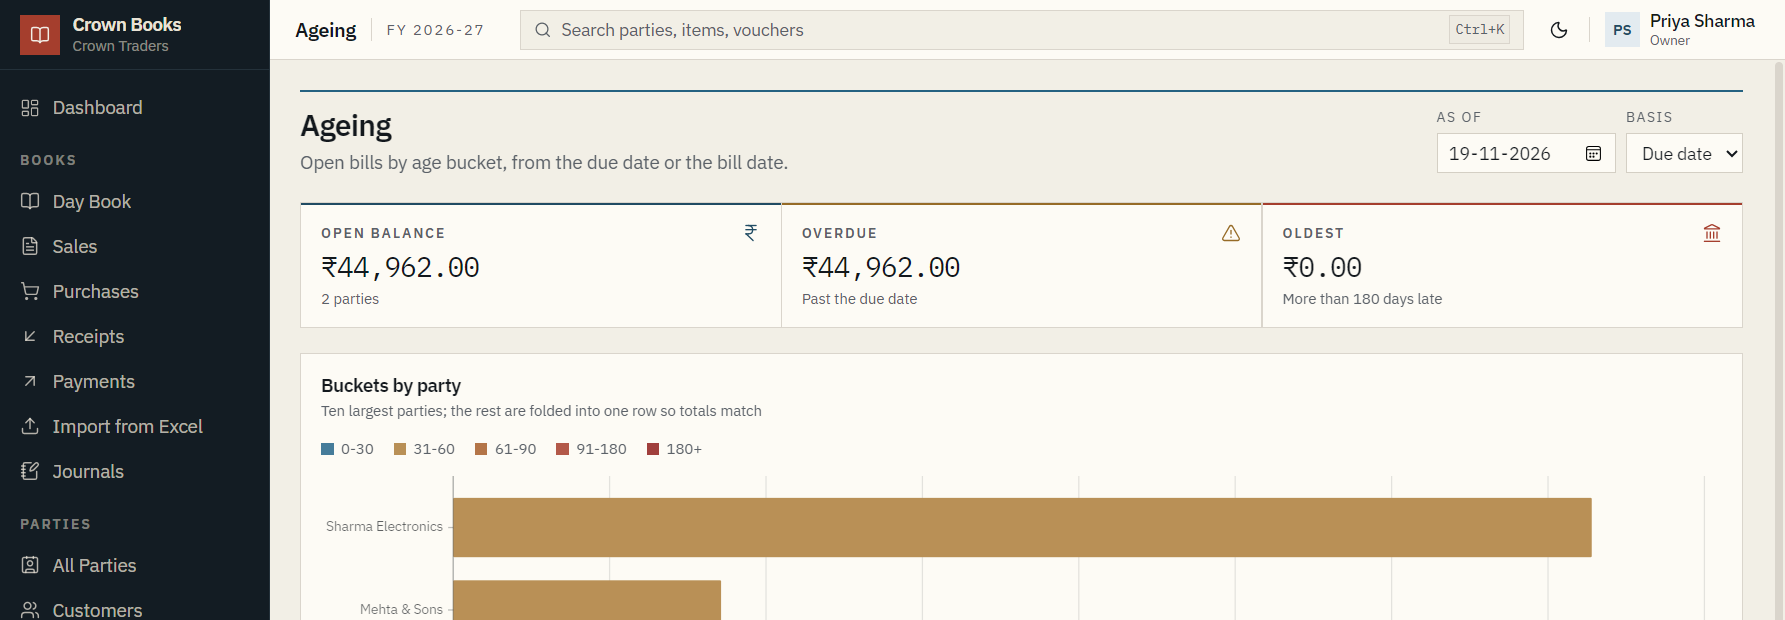 Crown Books
Crown Traders
Dashboard
BOOKS
Day Book
Sales
Purchases
Receipts
Payments
Import from Excel
Journals
PARTIES
All Parties
Customers
Ageing
FY 2026-27
Search parties, items, vouchers
Ctrl+K
PS
Priya Sharma
Owner
Ageing
Open bills by age bucket, from the due date or the bill date.
AS OF
19-11-2026
BASIS
Due date
OPEN BALANCE
₹
₹44,962.00
2 parties
OVERDUE
₹44,962.00
Past the due date
OLDEST
₹0.00
More than 180 days late
Buckets by party
Ten largest parties; the rest are folded into one row so totals match
0-30
31-60
61-90
91-180
180+
Sharma Electronics
Mehta & Sons